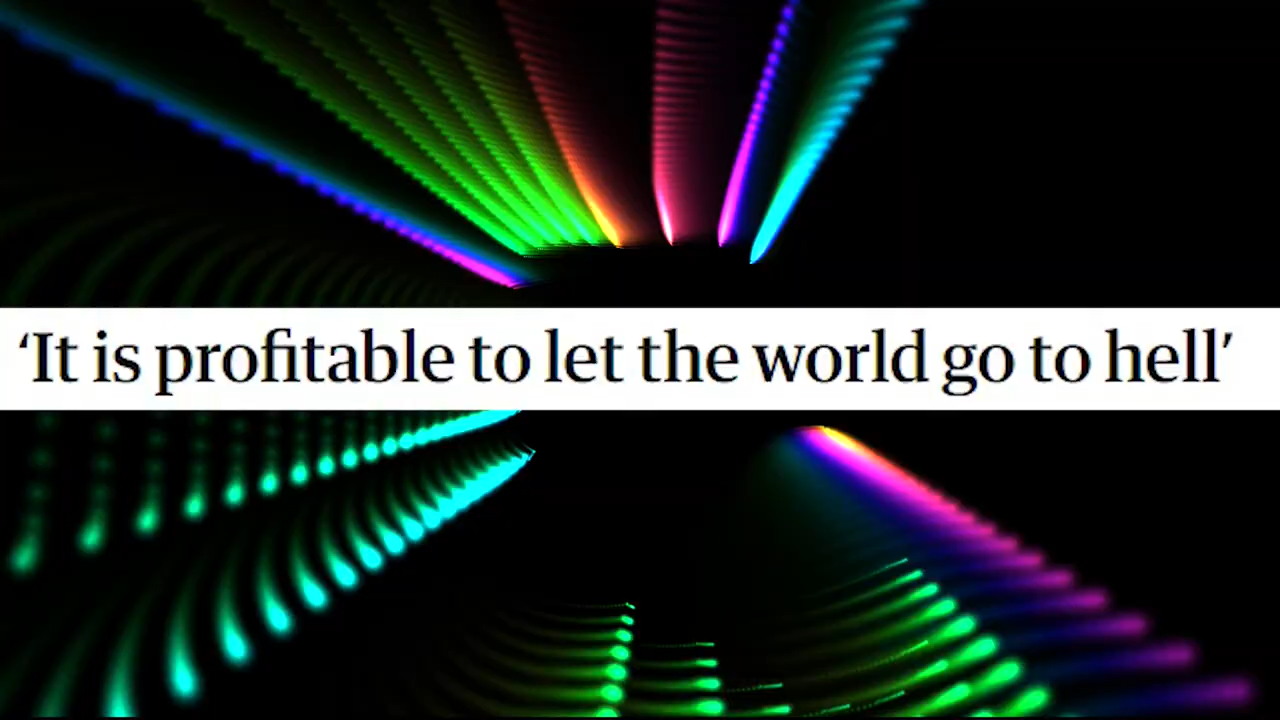 ‘It is profitable to let the world go to hell’